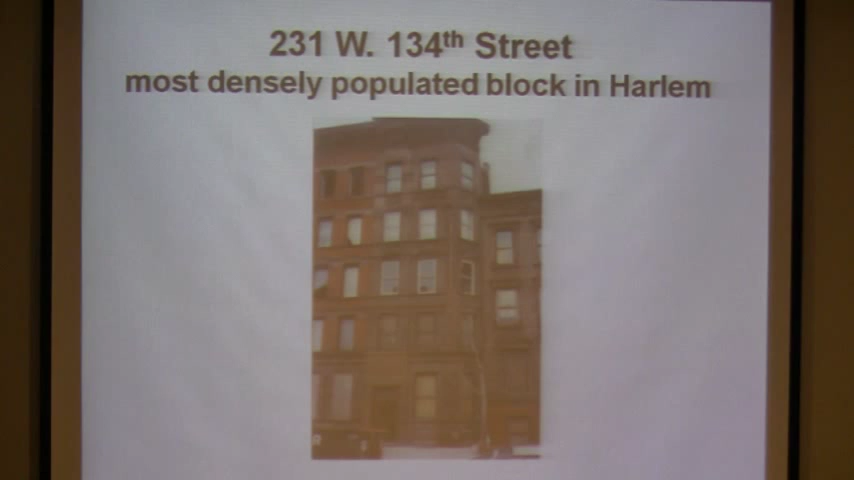 231 W. 134th Street
most densely populated block in Harlem